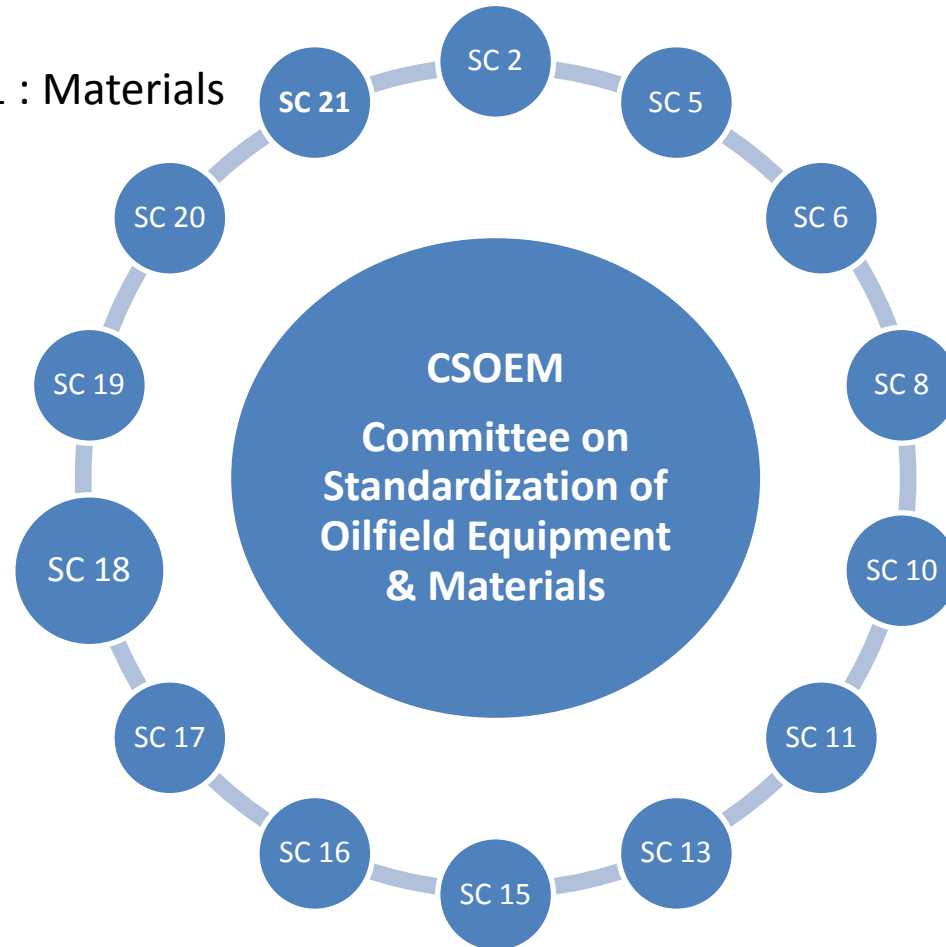 : Materials
SC 2
SC 5
SC 6
SC 8
SC 10
SC 11
SC 13
SC 15
SC 16
SC 17
SC 18
SC 19
SC 20
SC 21
CSOEM
Committee on
Standardization of
Oilfield Equipment
& Materials